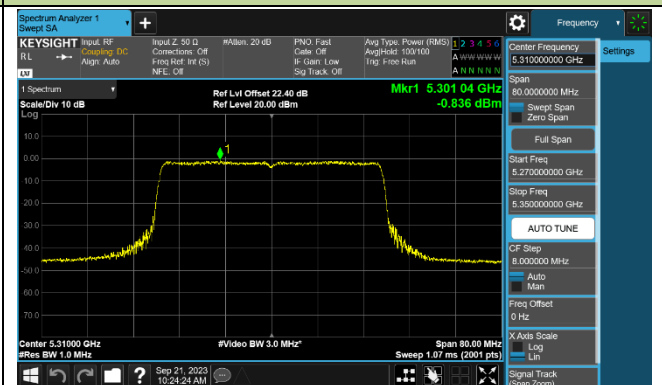 Spectrum Analyzer 1
Swept SA
+
Frequency
KEYSIGHT
RL
LXI
Input: RF
Coupling: DC
Align: Auto
Input Z: 50 Ω
Corrections: Off
Freq Ref: Int (S)
NFE: Off
#Atten: 20 dB
PNO: Fast
Gate: Off
IF Gain: Low
Sig Track: Off
Avg Type: Power (RMS)
Avg|Hold: 100/100
Trig: Free Run
1 2 3 4 5 6
A W W W W W
A N N N N N
1 Spectrum
Scale/Div 10 dB
Log
Ref Lvl Offset 22.40 dB
Ref Level 20.00 dBm
Mkr1 5.301 04 GHz
-0.836 dBm
10.0
0.00
-10.0
-20.0
-30.0
-40.0
-50.0
-60.0
-70.0
1
Center 5.31000 GHz
#Res BW 1.0 MHz
#Video BW 3.0 MHz*
Span 80.00 MHz
Sweep 1.07 ms (2001 pts)
Center Frequency
5.310000000 GHz
Settings
Span
80.0000000 MHz
Swept Span
Zero Span
Full Span
Start Freq
5.270000000 GHz
Stop Freq
5.350000000 GHz
AUTO TUNE
CF Step
8.000000 MHz
Auto
Man
Freq Offset
0 Hz
X Axis Scale
Log
Lin
Signal Track
(Span Zoom)
?
Sep 21, 2023
10:24:24 AM